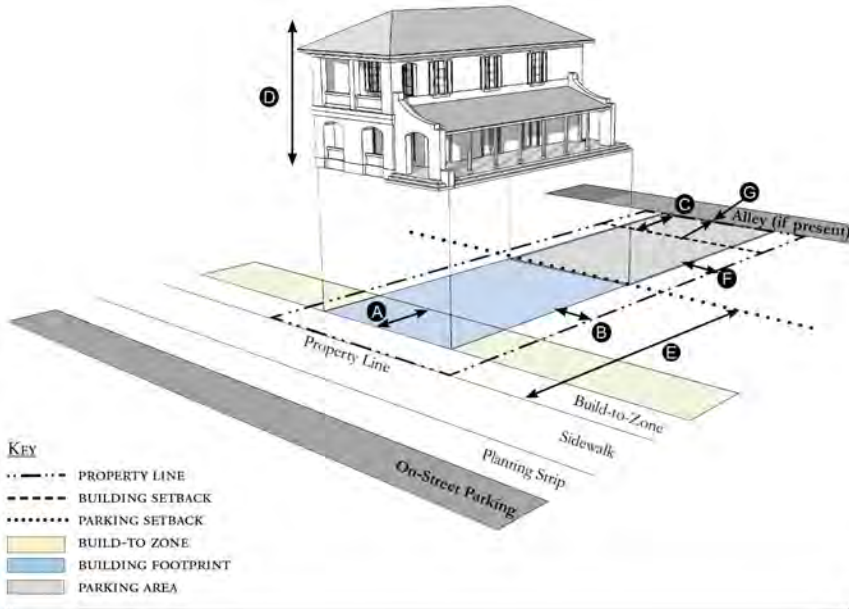 D
G
C
Alley (if present)
F
A
B
E
Property Line
Build-to-Zone
Sidewalk
Planning Strip
On-Street Parking
KEY
PROPERTY LINE
BUILDING SETBACK
PARKING SETBACK
BUILD-TO ZONE
BUILDING FOOTPRINT
PARKING AREA